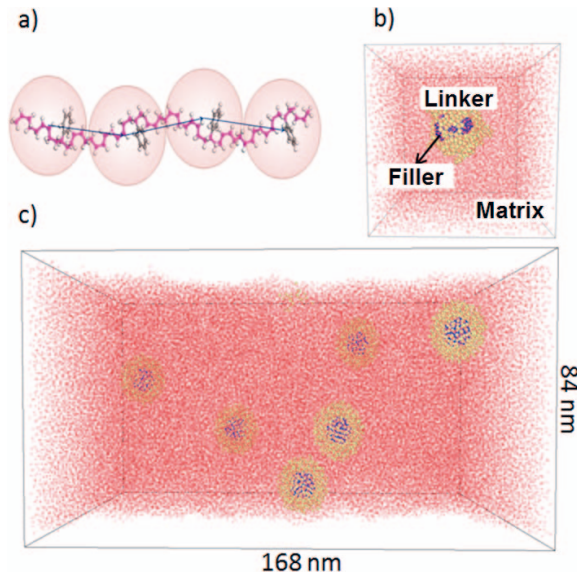 a)
b)
Linker
Filler
Matrix
c)
84 nm
168 nm